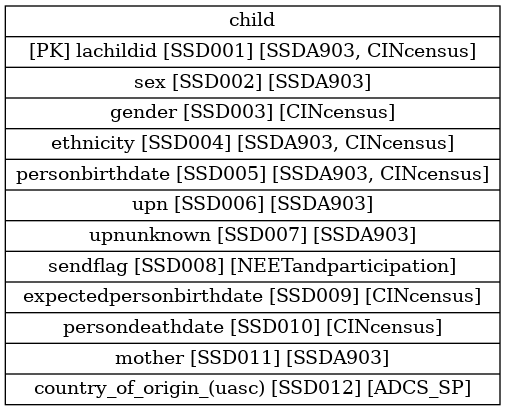 child
[PK] lachildid [SSD001] [SSDA903, CINcensus]
sex [SSD002] [SSDA903]
gender [SSD003] [CINcensus]
ethnicity [SSD004] [SSDA903, CINcensus]
personbirthdate [SSD005] [SSDA903, CINcensus]
upn [SSD006] [SSDA903]
upnunknown [SSD007] [SSDA903]
sendflag [SSD008] [NEETandparticipation]
expectedpersonbirthdate [SSD009] [CINcensus]
persondeathdate [SSD010] [CINcensus]
mother [SSD011] [SSDA903]
country_of_origin_(uasc) [SSD012] [ADCS_SP]